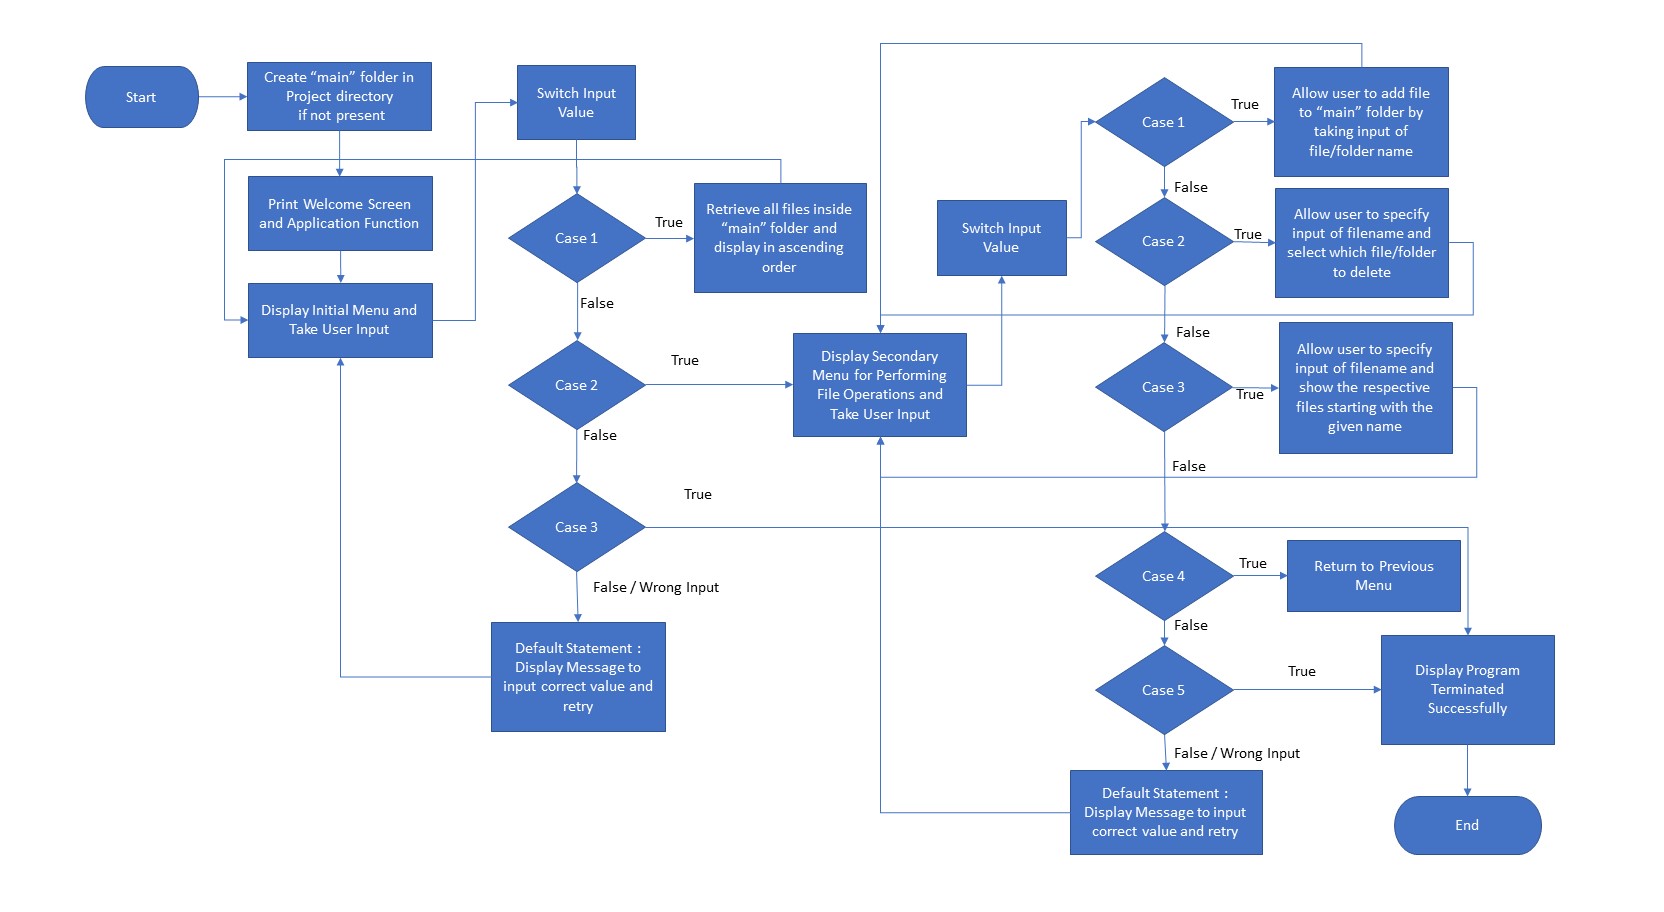 Start
Create “main” folder in
Project directory
if not present
Print Welcome Screen
and Application Function
Display Initial Menu and
Take User Input
Switch Input
Value
Case 1
True
Retrieve all files inside
“main” folder and
display in ascending
order
False
Case 2
True
False
Case 3
True
False / Wrong Input
Default Statement :
Display Message to
input correct value and
retry
Display Secondary
Menu for Performing
File Operations and
Take User Input
Switch Input
Value
Case 1
True
Allow user to add file
to “main” folder by
taking input of
file/folder name
False
Case 2
True
Allow user to specify
input of filename and
select which file/folder
to delete
False
Case 3
True
Allow user to specify
input of filename and
show the respective
files starting with the
given name
False
Case 4
True
Return to Previous
Menu
False
Case 5
True
Display Program
Terminated
Successfully
False / Wrong Input
Default Statement :
Display Message to input
correct value and retry
End